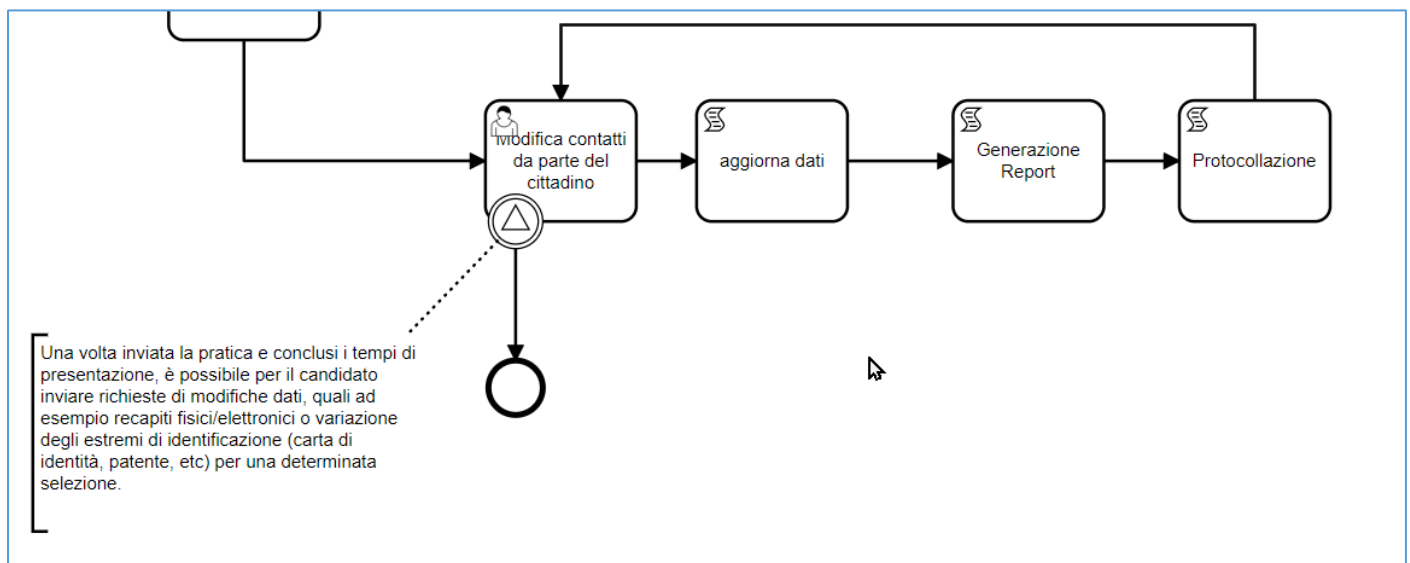 Modifica contatti
da parte del
cittadino
aggiorna dati
Generazione
Report
Protocollazione
Una volta inviata la pratica e conclusi i tempi di
presentazione, è possibile per il candidato
inviare richieste di modifiche dati, quali ad
esempio recapiti fisici/elettronici o variazione
degli estremi di identificazione (carta di
identità, patente, etc) per una determinata
selezione.